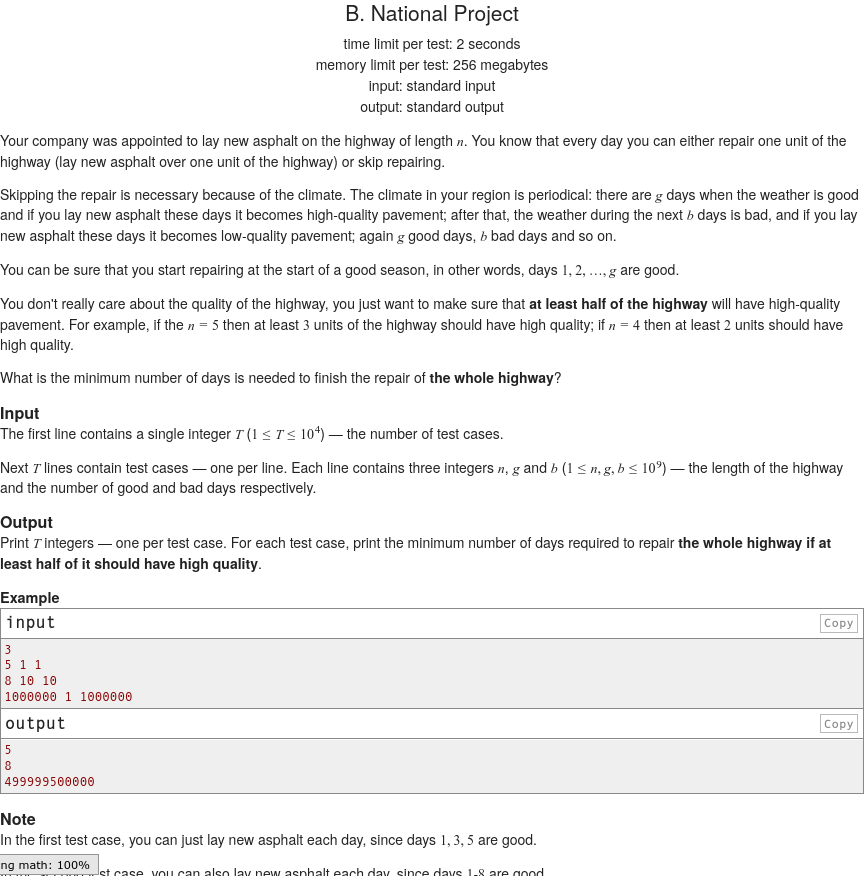 B. National Project
time limit per test: 2 seconds
memory limit per test: 256 megabytes
input: standard input
output: standard output
Your company was appointed to lay new asphalt on the highway of length n. You know that every day you can either repair one unit of the
highway (lay new asphalt over one unit of the highway) or skip repairing.
Skipping the repair is necessary because of the climate. The climate in your region is periodical: there are g days when the weather is good
and if you lay new asphalt these days it becomes high-quality pavement; after that, the weather during the next b days is bad, and if you lay
new asphalt these days it becomes low-quality pavement; again g good days, b bad days and so on.
You can be sure that you start repairing at the start of a good season, in other words, days 1, 2, …, g are good.
You don't really care about the quality of the highway, you just want to make sure that at least half of the highway will have high-quality
pavement. For example, if the n = 5 then at least 3 units of the highway should have high quality; if n = 4 then at least 2 units should have
high quality.
What is the minimum number of days is needed to finish the repair of the whole highway?
Input
The first line contains a single integer T (1 ≤ T ≤ 10⁴) — the number of test cases.
Next T lines contain test cases — one per line. Each line contains three integers n, g and b (1 ≤ n, g, b ≤ 10⁹) — the length of the highway
and the number of good and bad days respectively.
Output
Print T integers — one per test case. For each test case, print the minimum number of days required to repair the whole highway if at
least half of it should have high quality.
Example
input Copy
3
5 1 1
8 10 10
1000000 1 1000000
output Copy
5
8
499999500000
Note
In the first test case, you can just lay new asphalt each day, since days 1, 3, 5 are good.
ng math: 100% st case, you can also lay new asphalt each day, since days 1-8 are good